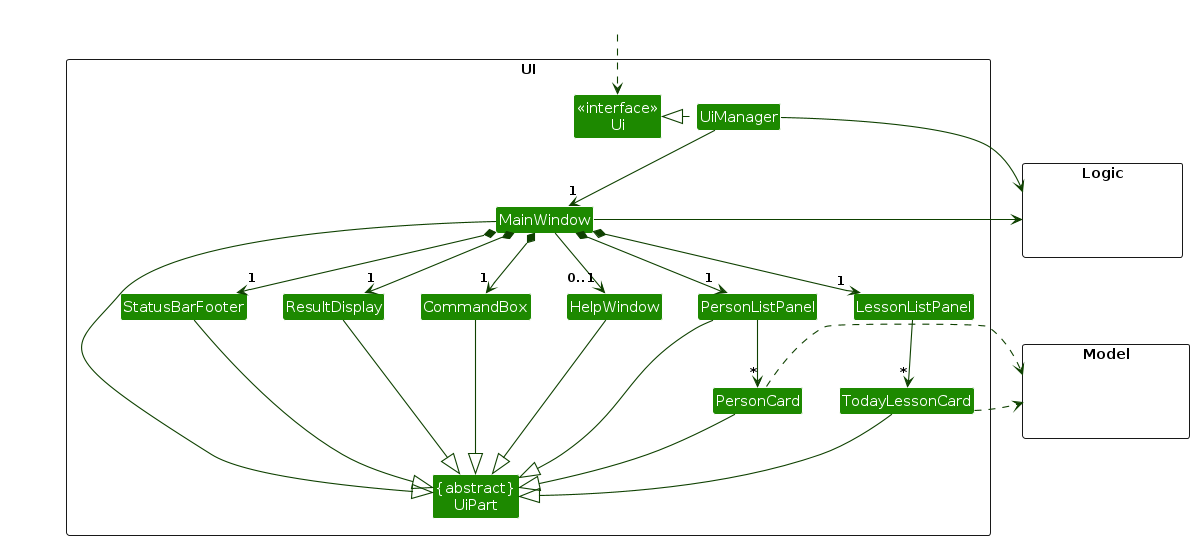 UI
«interface»
Ui
UiManager
Logic
1
MainWindow
1
1
1
0..1
1
1
StatusBarFooter
ResultDisplay
CommandBox
HelpWindow
PersonListPanel
LessonListPanel
Model
*
*
PersonCard
TodayLessonCard
{abstract}
UiPart